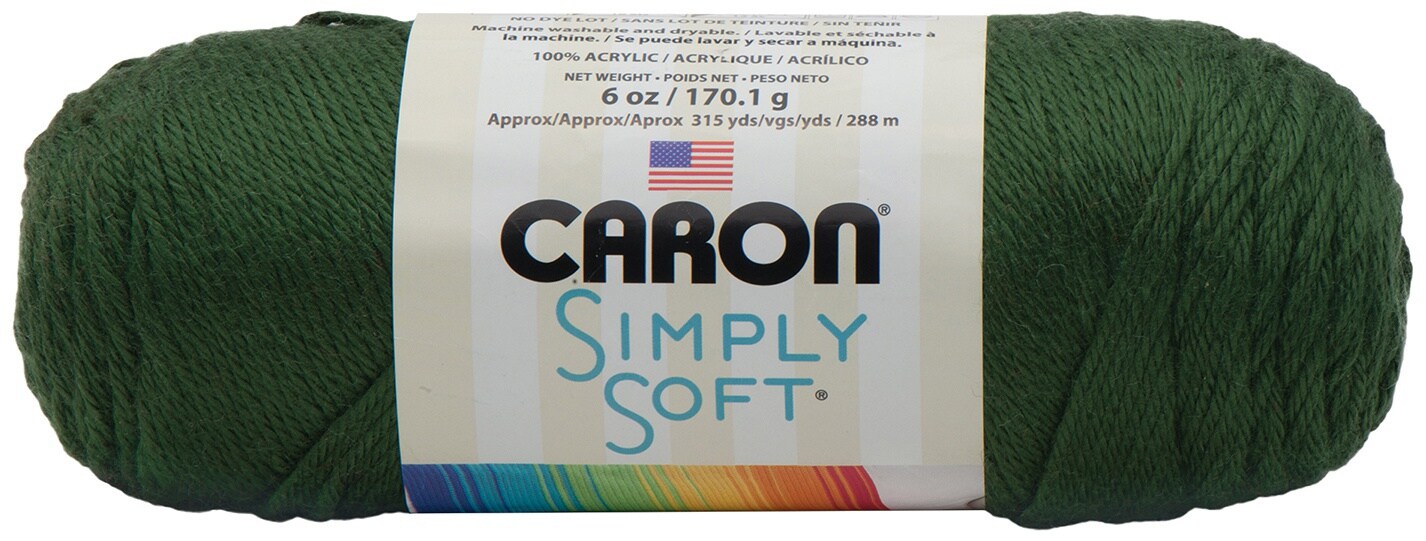 NO DYE LOT / SANS LOT DE TEINTURE / SIN TENIR
Machine washable and dryable. / Lavable et séchable à
la machine. / Se puede lavar y secar a máquina.
100% ACRYLIC / ACRYLIQUE / ACRÍLICO
NET WEIGHT • POIDS NET • PESO NETO
6 oz / 170.1 g
Approx/Approx/Aprox 315 yds/vgs/yds / 288 m
CARON®
SIMPLY
SOFT®